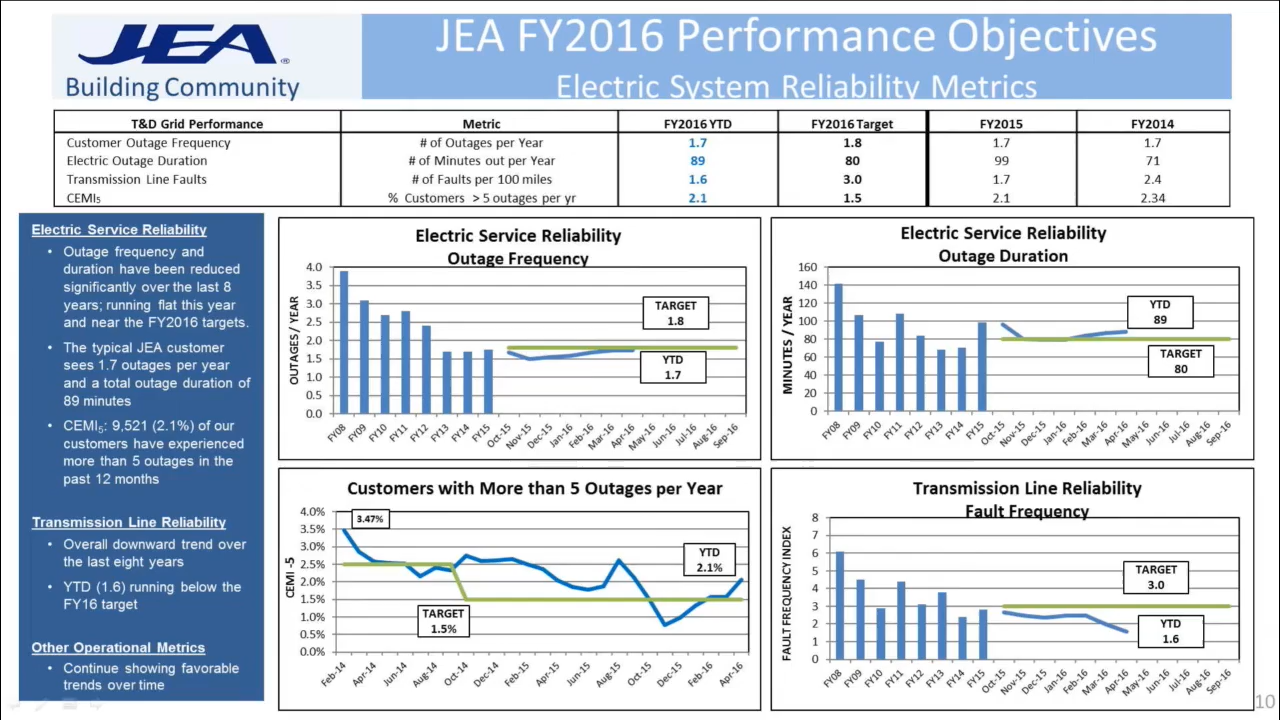 JEA®
Building Community
JEA FY2016 Performance Objectives
Electric System Reliability Metrics
T&D Grid Performance Metric FY2016 YTD FY2016 Target FY2015 FY2014
Customer Outage Frequency # of Outages per Year 1.7 1.8 1.7 1.7
Electric Outage Duration # of Minutes out per Year 89 80 99 71
Transmission Line Faults # of Faults per 100 miles 1.6 3.0 1.7 2.4
CEMI5 % Customers > 5 outages per yr 2.1 1.5 2.1 2.34
Electric Service Reliability
• Outage frequency and
duration have been reduced
significantly over the last 8
years; running flat this year
and near the FY2016 targets.
• The typical JEA customer
sees 1.7 outages per year
and a total outage duration of
89 minutes
• CEMI5: 9,521 (2.1%) of our
customers have experienced
more than 5 outages in the
past 12 months
Transmission Line Reliability
• Overall downward trend over
the last eight years
• YTD (1.6) running below the
FY16 target
Other Operational Metrics
• Continue showing favorable
trends over time
Electric Service Reliability
Outage Frequency
OUTAGES / YEAR
4.0
3.5
3.0
2.5
2.0
1.5
1.0
0.5
0.0
TARGET
1.8
YTD
1.7
FY08 FY09 FY10 FY11 FY12 FY13 FY14 FY15 Oct-15 Nov-15 Dec-15 Jan-16 Feb-16 Mar-16 Apr-16 May-16 Jun-16 Jul-16 Aug-16 Sep-16
Electric Service Reliability
Outage Duration
MINUTES / YEAR
160
140
120
100
80
60
40
20
0
YTD
89
TARGET
80
FY08 FY09 FY10 FY11 FY12 FY13 FY14 FY15 Oct-15 Nov-15 Dec-15 Jan-16 Feb-16 Mar-16 Apr-16 May-16 Jun-16 Jul-16 Aug-16 Sep-16
Customers with More than 5 Outages per Year
CEMI -5
4.0%
3.5%
3.0%
2.5%
2.0%
1.5%
1.0%
0.5%
0.0%
3.47%
YTD
2.1%
TARGET
1.5%
Feb-14 Apr-14 Jun-14 Aug-14 Oct-14 Dec-14 Feb-15 Apr-15 Jun-15 Aug-15 Oct-15 Dec-15 Feb-16 Apr-16
Transmission Line Reliability
Fault Frequency
FAULT FREQUENCY INDEX
8
7
6
5
4
3
2
1
0
TARGET
3.0
YTD
1.6
FY08 FY09 FY10 FY11 FY12 FY13 FY14 FY15 Oct-15 Nov-15 Dec-15 Jan-16 Feb-16 Mar-16 Apr-16 May-16 Jun-16 Jul-16 Aug-16 Sep-16
10